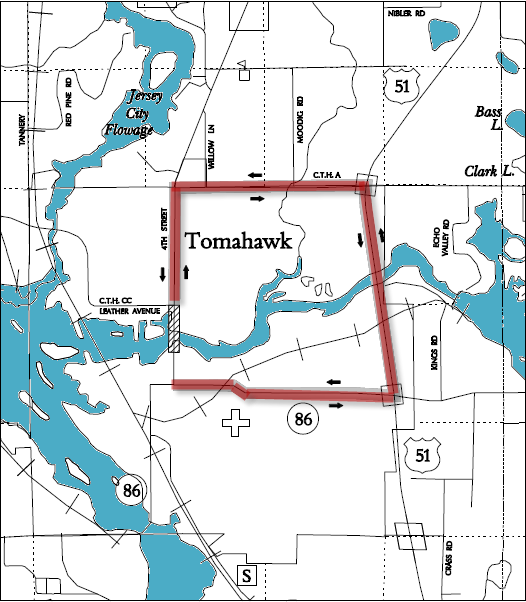 NIBLER RD
51
Jersey
City
Flowage
RED PINE RD
TANNERY
WILLOW LN
MOODIG RD
Bass
L.
Clark L.
C.T.H. A
4TH STREET
Tomahawk
ECHO
VALLEY RD
C.T.H. CC
LEATHER AVENUE
KINGS RD
86
51
86
S
CRASS RD